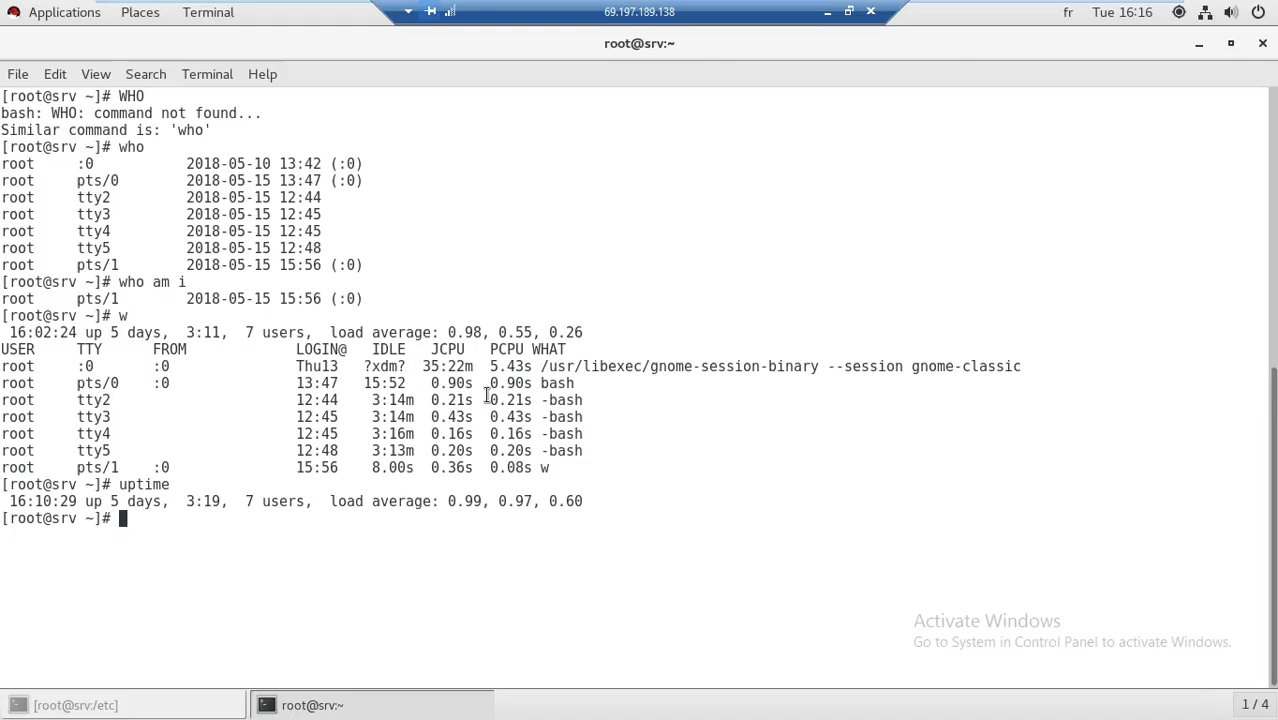 Applications Places Terminal 69.197.189.138 fr Tue 16:16
root@srv:~
File Edit View Search Terminal Help
[root@srv ~]# WHO
bash: WHO: command not found...
Similar command is: 'who'
[root@srv ~]# who
root     :0           2018-05-10 13:42 (:0)
root     pts/0        2018-05-15 13:47 (:0)
root     tty2         2018-05-15 12:44
root     tty3         2018-05-15 12:45
root     tty4         2018-05-15 12:45
root     tty5         2018-05-15 12:48
root     pts/1        2018-05-15 15:56 (:0)
[root@srv ~]# who am i
root     pts/1        2018-05-15 15:56 (:0)
[root@srv ~]# w
 16:02:24 up 5 days,  3:11,  7 users,  load average: 0.98, 0.55, 0.26
USER     TTY      FROM             LOGIN@   IDLE   JCPU   PCPU WHAT
root     :0       :0               Thu13   ?xdm?  35:22m  5.43s /usr/libexec/gnome-session-binary --session gnome-classic
root     pts/0    :0               13:47   15:52   0.90s  0.90s bash
root     tty2                      12:44    3:14m  0.21s  0.21s -bash
root     tty3                      12:45    3:14m  0.43s  0.43s -bash
root     tty4                      12:45    3:16m  0.16s  0.16s -bash
root     tty5                      12:48    3:13m  0.20s  0.20s -bash
root     pts/1    :0               15:56    8.00s  0.36s  0.08s w
[root@srv ~]# uptime
 16:10:29 up 5 days,  3:19,  7 users,  load average: 0.99, 0.97, 0.60
[root@srv ~]#
Activate Windows
Go to System in Control Panel to activate Windows.
[root@srv:/etc] root@srv:~ 1 / 4